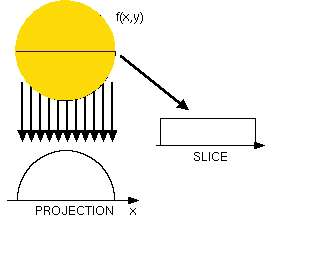 f(x,y)
SLICE
PROJECTION x